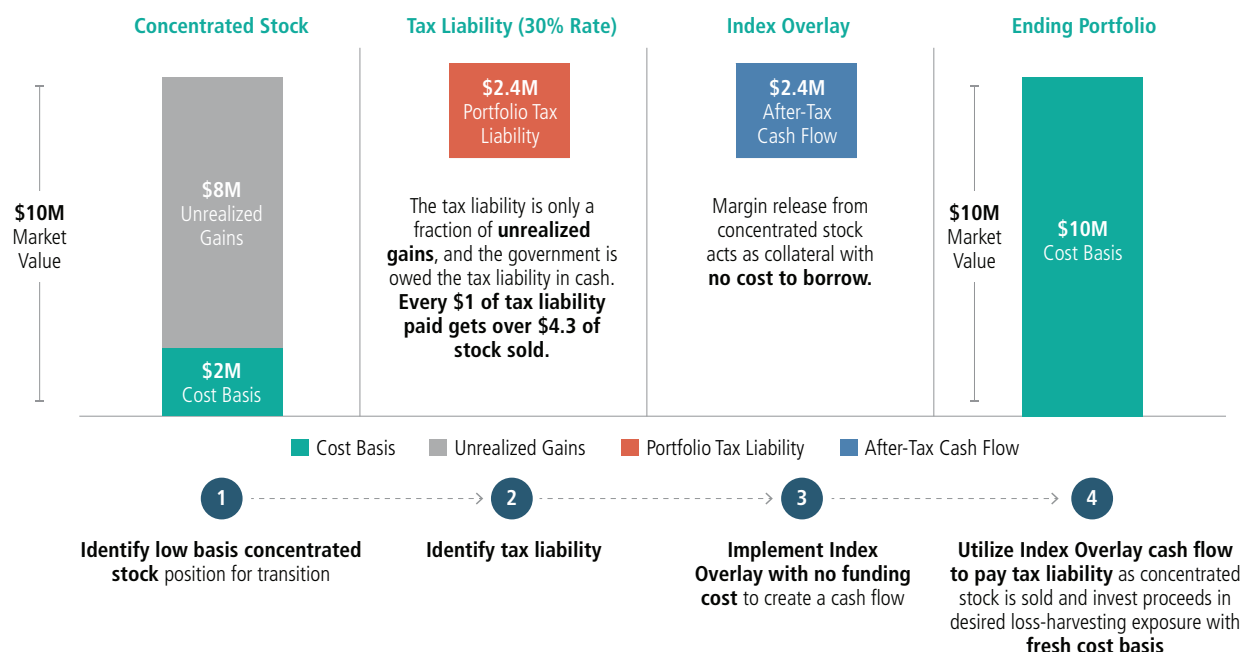 Concentrated Stock
Tax Liability (30% Rate)
Index Overlay
Ending Portfolio
$10M
Market
Value
$8M
Unrealized
Gains
$2M
Cost Basis
$2.4M
Portfolio Tax
Liability
The tax liability is only a
fraction of unrealized
gains, and the government is
owed the tax liability in cash.
Every $1 of tax liability
paid gets over $4.3 of
stock sold.
$2.4M
After-Tax
Cash Flow
Margin release from
concentrated stock
acts as collateral with
no cost to borrow.
$10M
Market
Value
$10M
Cost Basis
Cost Basis
Unrealized Gains
Portfolio Tax Liability
After-Tax Cash Flow
1
Identify low basis concentrated
stock position for transition
2
Identify tax liability
3
Implement Index
Overlay with no funding
cost to create a cash flow
4
Utilize Index Overlay cash flow
to pay tax liability as concentrated
stock is sold and invest proceeds in
desired loss-harvesting exposure with
fresh cost basis